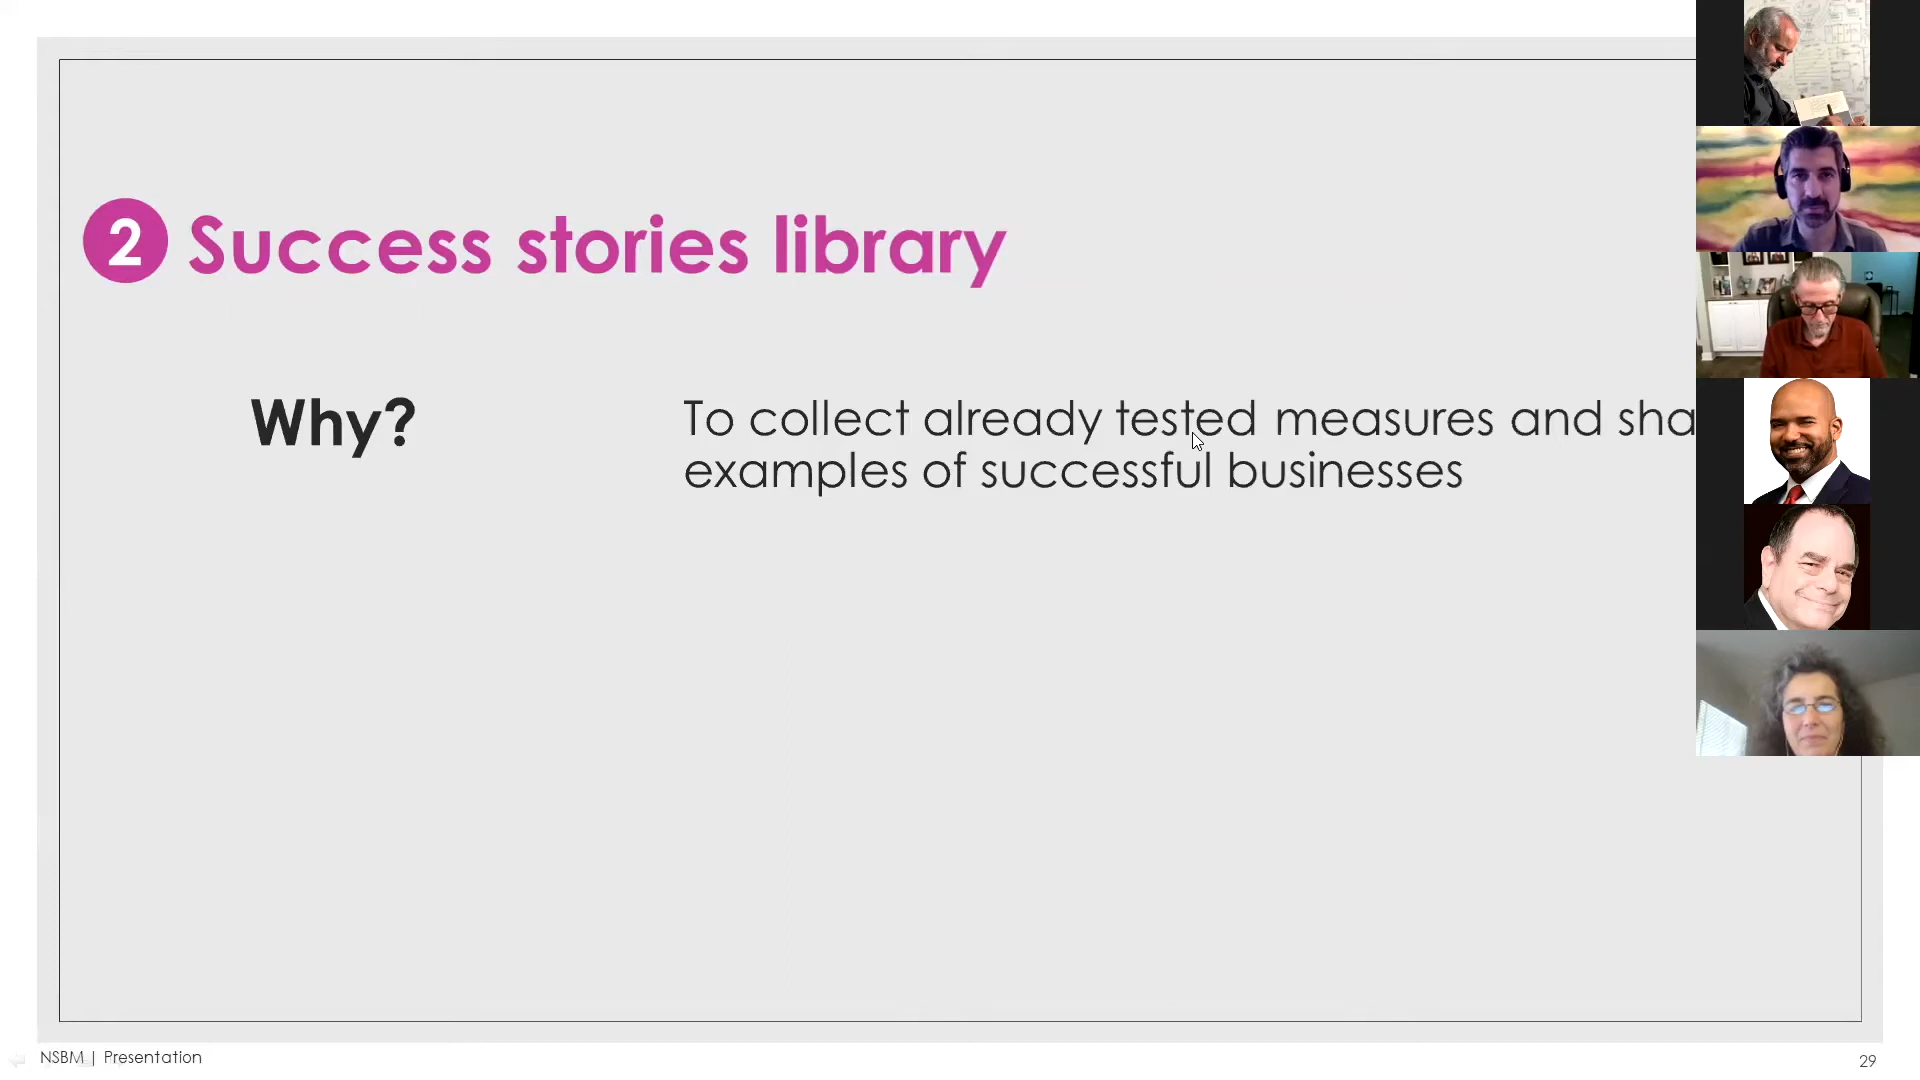 2 Success stories library
Why?
To collect already tested measures and sha
examples of successful businesses
NSBM | Presentation
29